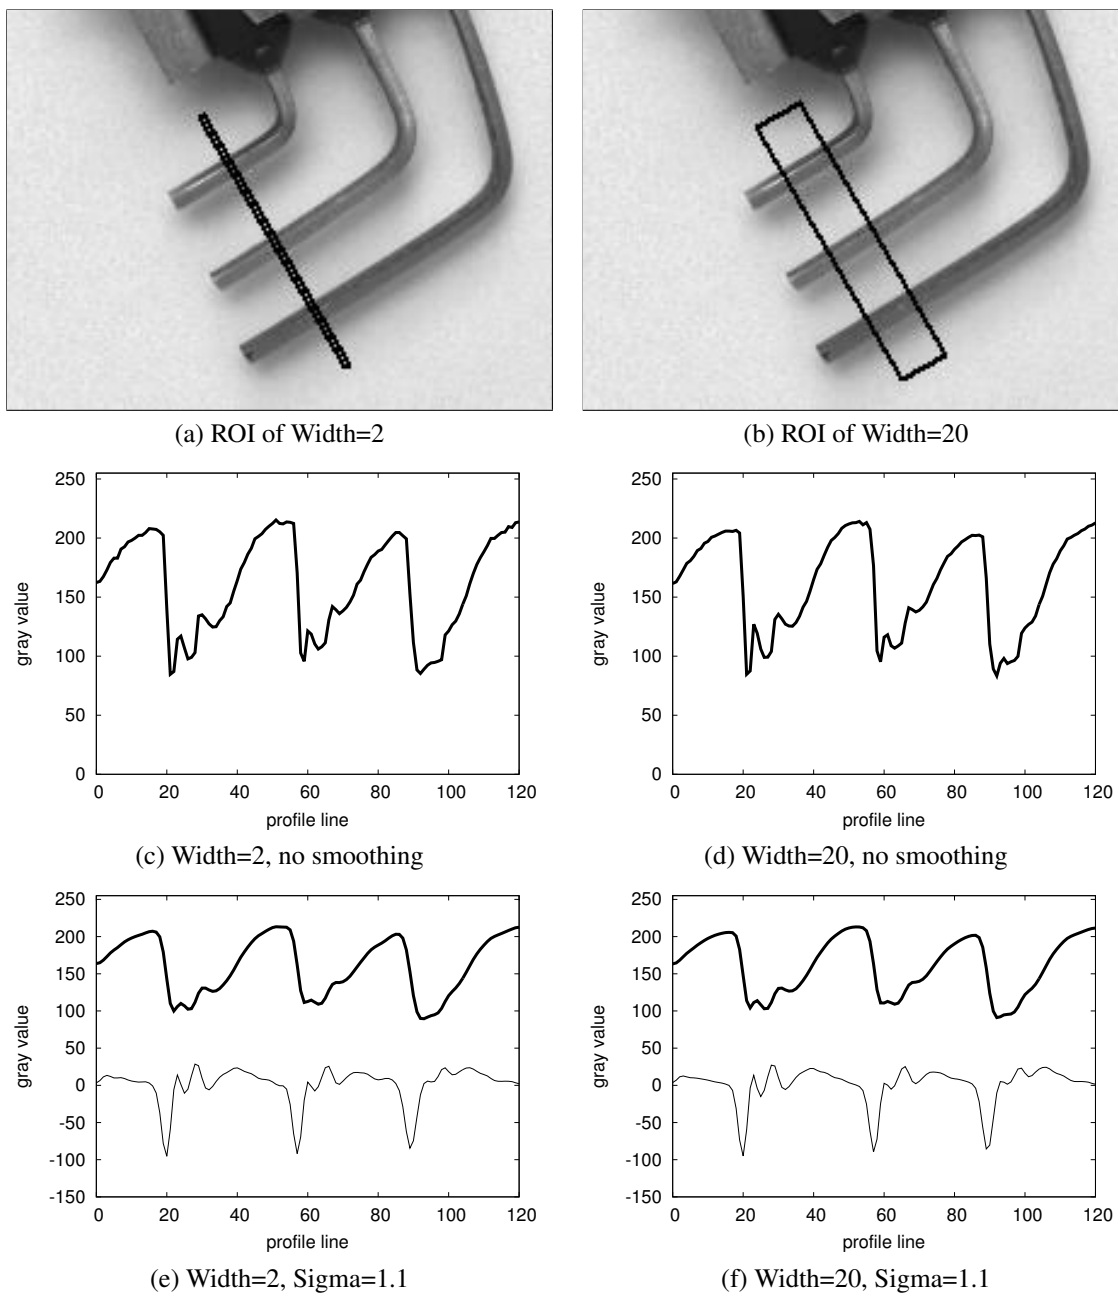 (a) ROI of Width=2
(b) ROI of Width=20
250
200
150
100
50
0
gray value
0 20 40 60 80 100 120
profile line
(c) Width=2, no smoothing
250
200
150
100
50
0
gray value
0 20 40 60 80 100 120
profile line
(d) Width=20, no smoothing
250
200
150
100
50
0
-50
-100
-150
gray value
0 20 40 60 80 100 120
profile line
(e) Width=2, Sigma=1.1
250
200
150
100
50
0
-50
-100
-150
gray value
0 20 40 60 80 100 120
profile line
(f) Width=20, Sigma=1.1